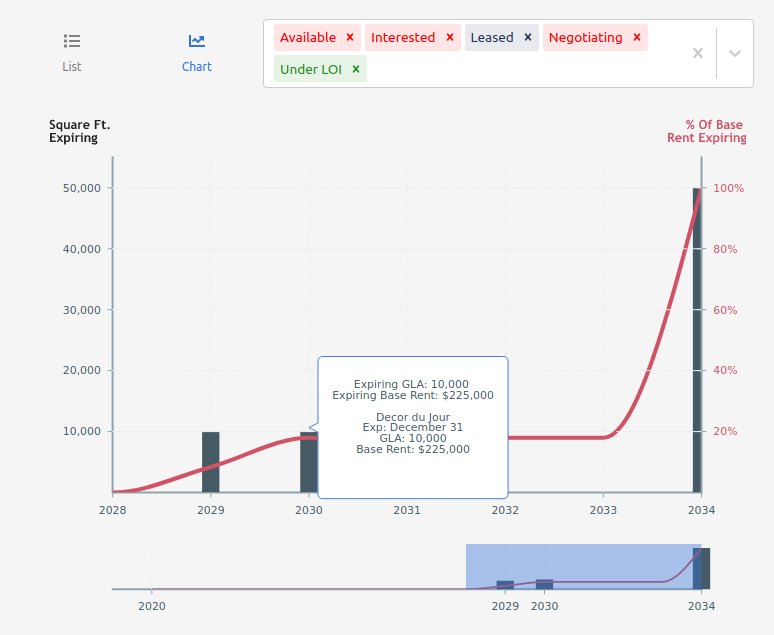 List
Chart
Available ×
Interested ×
Leased ×
Negotiating ×
Under LOI ×
Square Ft.
Expiring
% Of Base
Rent Expiring
50,000
100%
40,000
80%
30,000
60%
20,000
40%
10,000
20%
Expiring GLA: 10,000
Expiring Base Rent: $225,000
Decor du Jour
Exp: December 31
GLA: 10,000
Base Rent: $225,000
2028
2029
2030
2031
2032
2033
2034
2020
2029
2030
2034